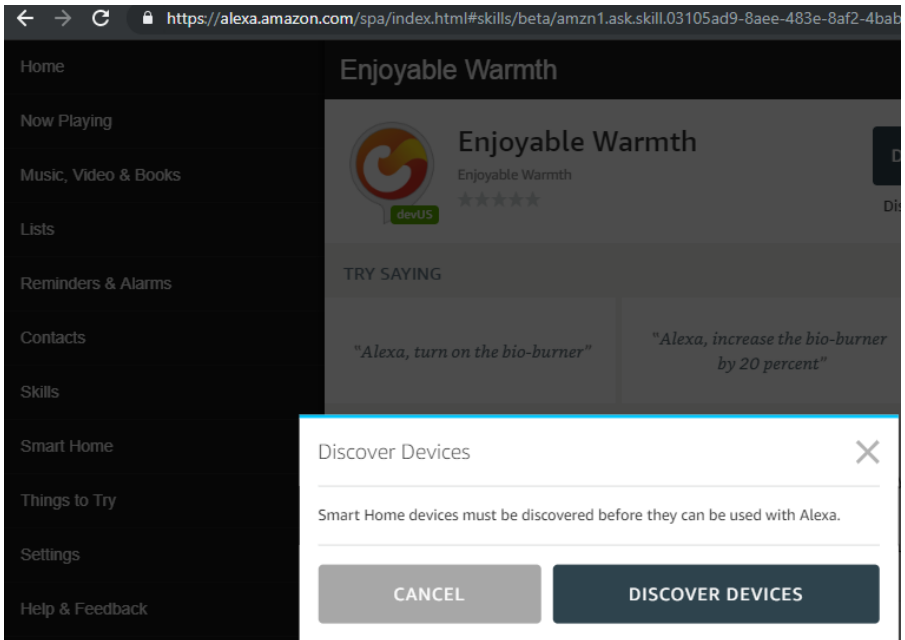 https://alexa.amazon.com/spa/index.html#skills/beta/amzn1.ask.skill.03105ad9-8aee-483e-8af2-4bab
Home
Now Playing
Music, Video & Books
Lists
Reminders & Alarms
Contacts
Skills
Smart Home
Things to Try
Settings
Help & Feedback
Enjoyable Warmth
Enjoyable Warmth
Enjoyable Warmth
devUS
D
Dis
TRY SAYING
"Alexa, turn on the bio-burner"
"Alexa, increase the bio-burner
by 20 percent"
Discover Devices
Smart Home devices must be discovered before they can be used with Alexa.
CANCEL
DISCOVER DEVICES